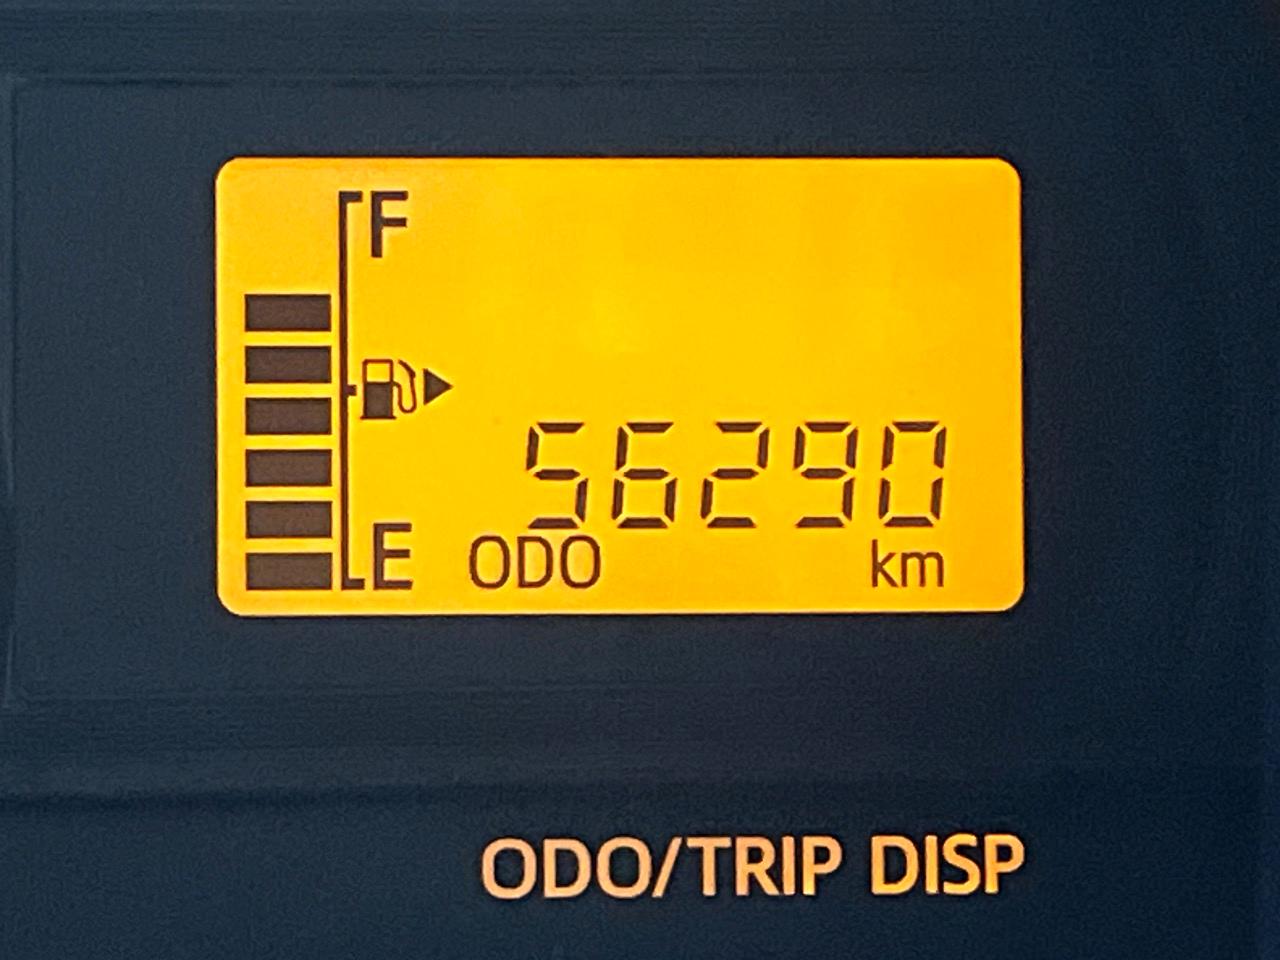 F
56290
E
ODO km
ODO/TRIP DISP